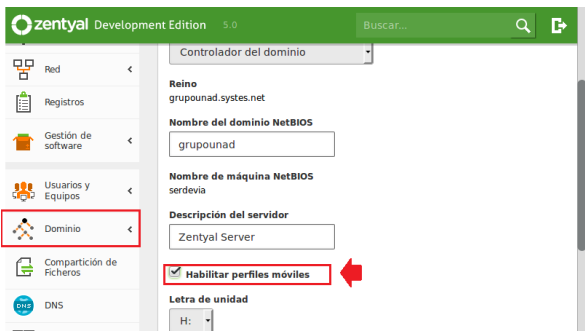 zentyal Development Edition 5.0
Buscar...
Red
Registros
Gestión de
software
Usuarios y
Equipos
Dominio
Compartición de
Ficheros
DNS
DNS
Controlador del dominio
Reino
grupounad.systes.net
Nombre del dominio NetBIOS
grupounad
Nombre de máquina NetBIOS
serdevia
Descripción del servidor
Zentyal Server
Habilitar perfiles móviles
Letra de unidad
H: